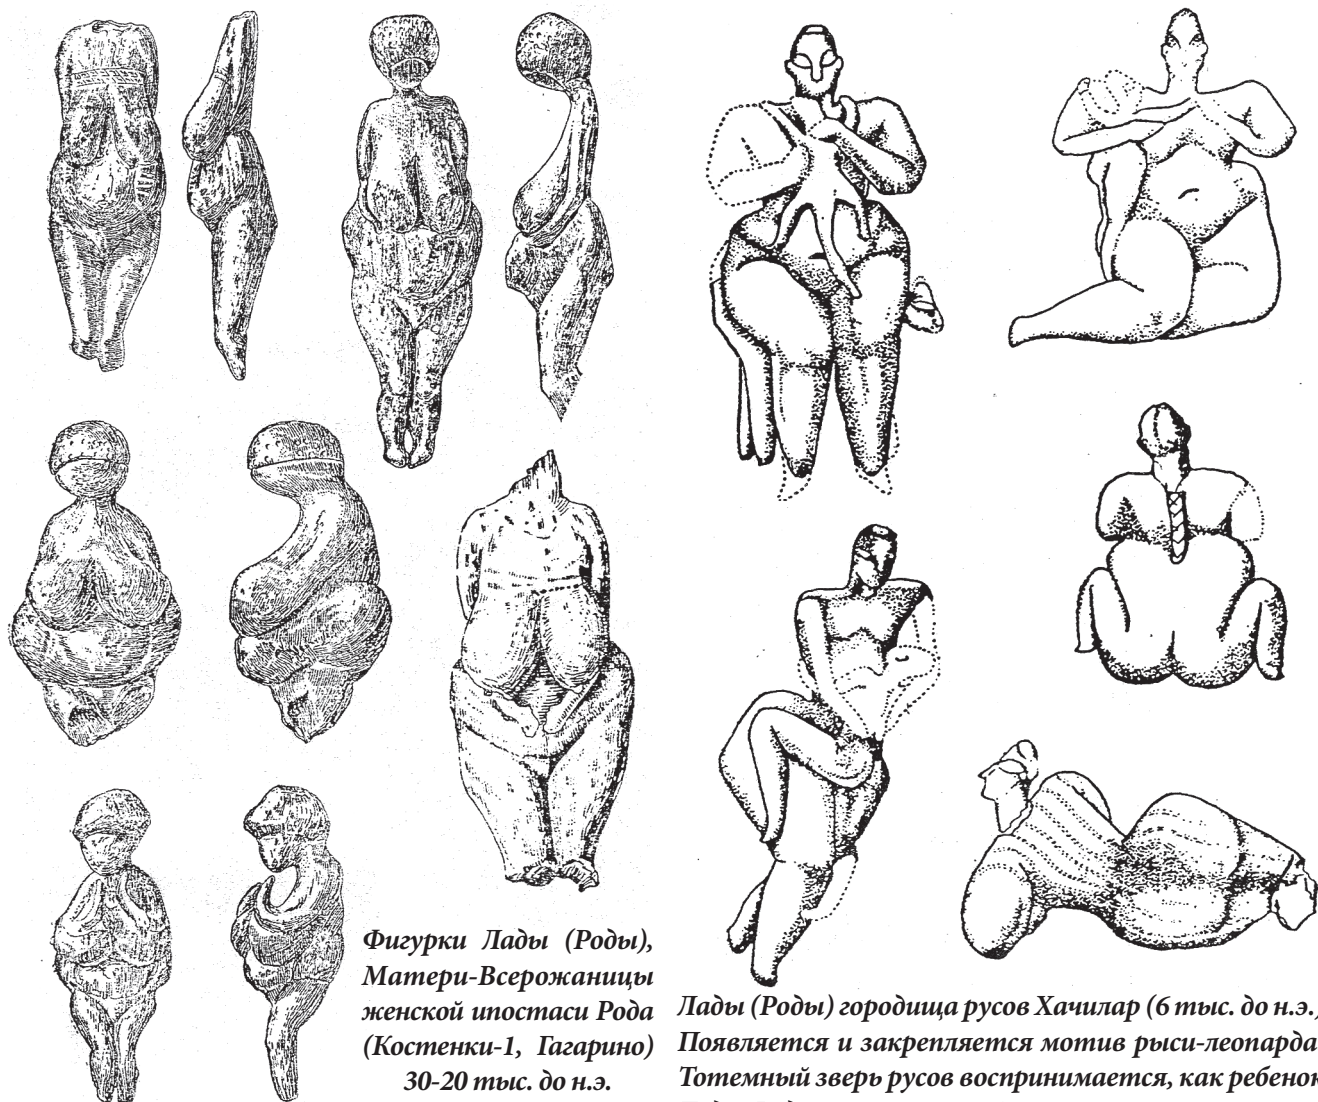 Фигурки Лады (Роды),
Матери-Всерожаницы
женской ипостаси Рода
(Костенки-1, Гагарино)
30-20 тыс. до н.э.
Лады (Роды) городища русов Хачилар (6 тыс. до н.э.)
Появляется и закрепляется мотив рыси-леопарда
Тотемный зверь русов воспринимается, как ребенок